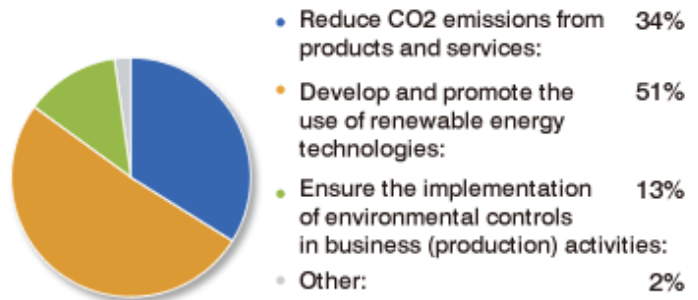 Reduce CO2 emissions from 34%
products and services:
Develop and promote the 51%
use of renewable energy
technologies:
Ensure the implementation 13%
of environmental controls
in business (production) activities:
Other: 2%